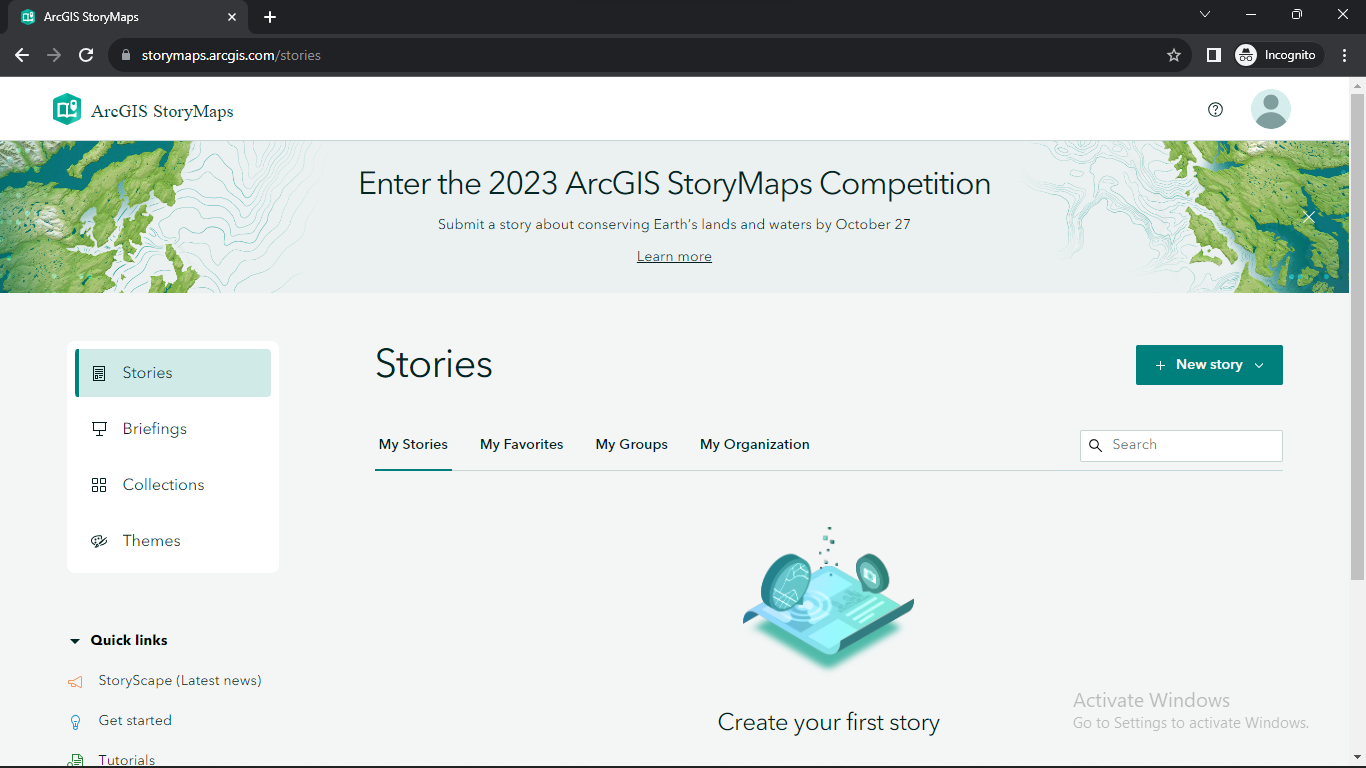 ArcGIS StoryMaps
storymaps.arcgis.com/stories
Incognito
ArcGIS StoryMaps
Enter the 2023 ArcGIS StoryMaps Competition
Submit a story about conserving Earth's lands and waters by October 27
Learn more
Stories
Briefings
Collections
Themes
Quick links
StoryScape (Latest news)
Get started
Tutorials
Stories
New story
My Stories
My Favorites
My Groups
My Organization
Search
Create your first story
Activate Windows
Go to Settings to activate Windows.